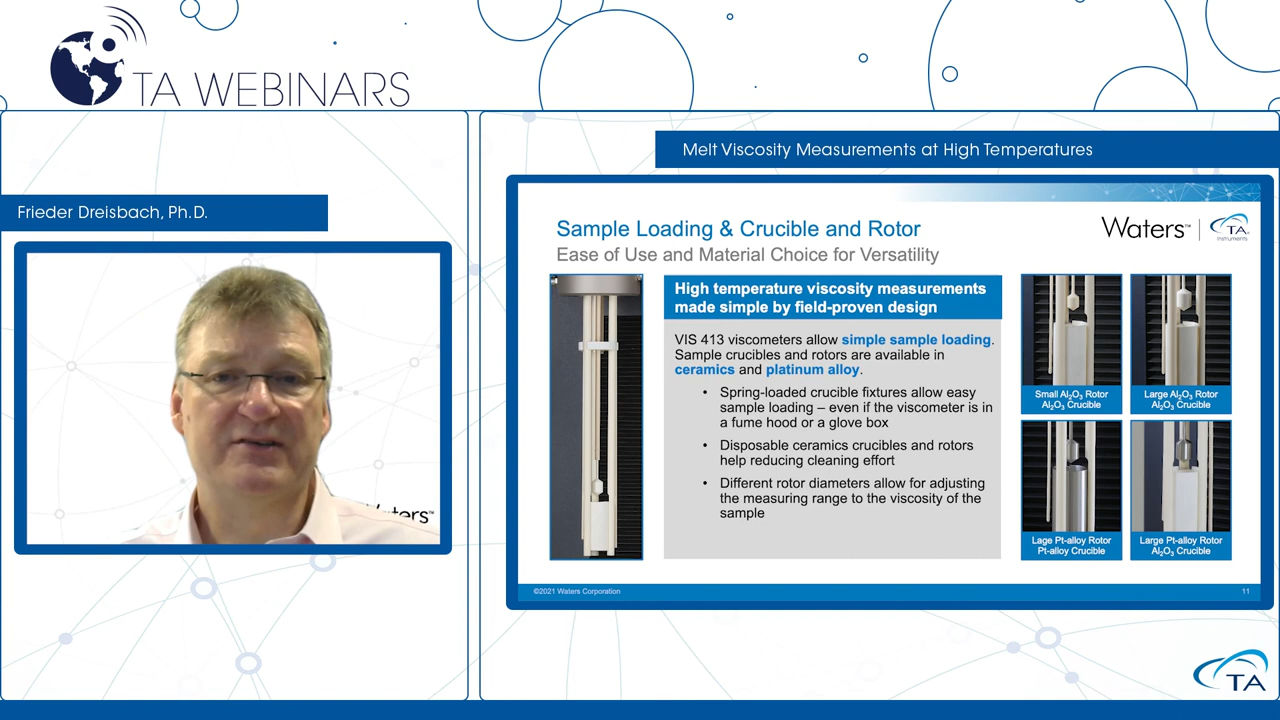 TA WEBINARS
Melt Viscosity Measurements at High Temperatures
Frieder Dreisbach, Ph.D.
Waters™
Sample Loading & Crucible and Rotor
Ease of Use and Material Choice for Versatility
Waters™ | TA
Instruments
High temperature viscosity measurements
made simple by field-proven design
VIS 413 viscometers allow simple sample loading.
Sample crucibles and rotors are available in
ceramics and platinum alloy.
• Spring-loaded crucible fixtures allow easy
sample loading – even if the viscometer is in
a fume hood or a glove box
• Disposable ceramics crucibles and rotors
help reducing cleaning effort
• Different rotor diameters allow for adjusting
the measuring range to the viscosity of the
sample
Small Al₂O₃ Rotor
Al₂O₃ Crucible
Large Al₂O₃ Rotor
Al₂O₃ Crucible
Lage Pt-alloy Rotor
Pt-alloy Crucible
Large Pt-alloy Rotor
Al₂O₃ Crucible
©2021 Waters Corporation
11
TA